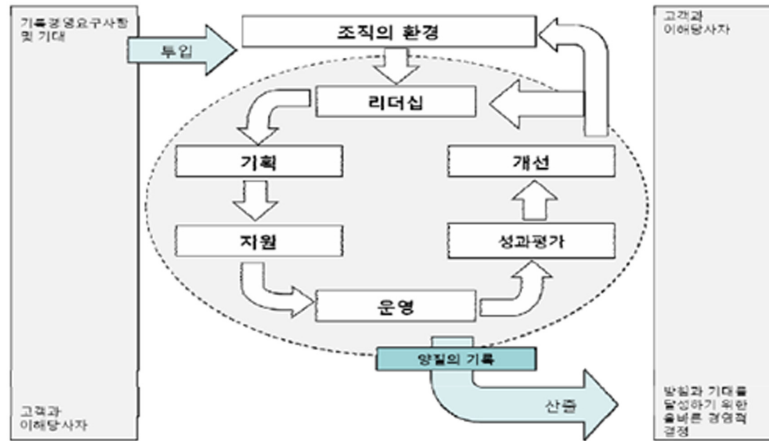 기록경영요구사항
및 기대
투입
조직의 환경
고객과
이해당사자
리더십
기획
개선
지원
성과평가
운영
양질의 기록
산출
고객과
이해당사자
방침과 기대를
달성하기 위한
올바른 경영적
결정